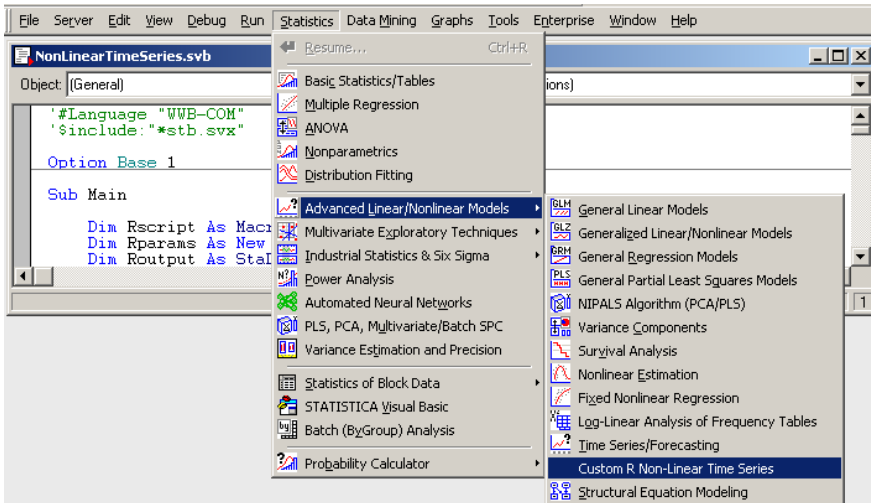 File Server Edit View Debug Run Statistics Data Mining Graphs Tools Enterprise Window Help
NonLinearTimeSeries.svb
Object: (General)
ions)
'#Language "WWB-COM"
'$include:"*stb.svx"
Option Base 1
Sub Main
Dim Rscript As Macr
Dim Rparams As New
Dim Routput As Sta
Resume... Ctrl+R
Basic Statistics/Tables
Multiple Regression
ANOVA
Nonparametrics
Distribution Fitting
Advanced Linear/Nonlinear Models
Multivariate Exploratory Techniques
Industrial Statistics & Six Sigma
Power Analysis
Automated Neural Networks
PLS, PCA, Multivariate/Batch SPC
Variance Estimation and Precision
Statistics of Block Data
STATISTICA Visual Basic
Batch (ByGroup) Analysis
Probability Calculator
GLM General Linear Models
GLZ Generalized Linear/Nonlinear Models
GRM General Regression Models
PLS General Partial Least Squares Models
NIPALS Algorithm (PCA/PLS)
Variance Components
Survival Analysis
Nonlinear Estimation
Fixed Nonlinear Regression
Log-Linear Analysis of Frequency Tables
Time Series/Forecasting
Custom R Non-Linear Time Series
Structural Equation Modeling
1